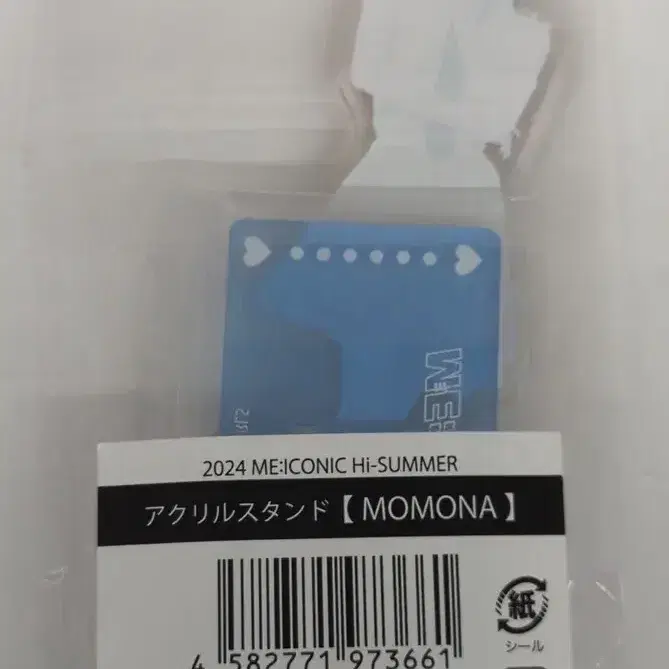 ME:I
2024 ME:ICONIC Hi-SUMMER
アクリルスタンド【 MOMONA 】
紙
シール
4 582771 973661